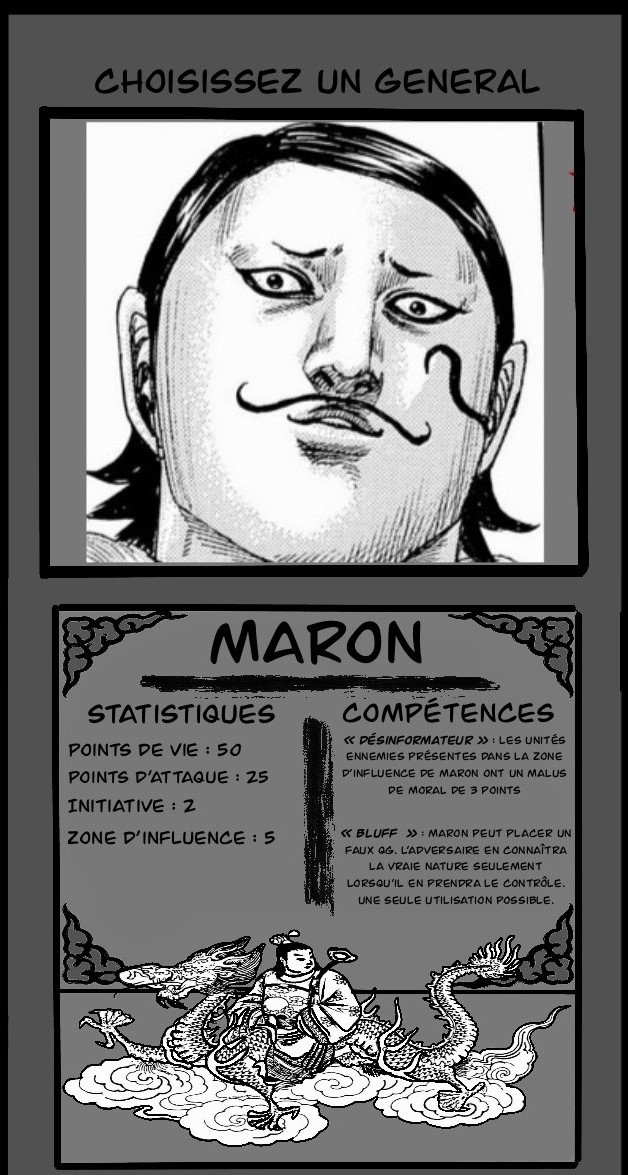 CHOISISSEZ UN GENERAL
MARON
STATISTIQUES
POINTS DE VIE : 50
POINTS D'ATTAQUE : 25
INITIATIVE : 2
ZONE D'INFLUENCE : 5
COMPÉTENCES
« DÉSINFORMATEUR » : LES UNITÉS
ENNEMIES PRÉSENTES DANS LA ZONE
D'INFLUENCE DE MARON ONT UN MALUS
DE MORAL DE 3 POINTS
« BLUFF » : MARON PEUT PLACER UN
FAUX QG. L'ADVERSAIRE EN CONNAÎTRA
LA VRAIE NATURE SEULEMENT
LORSQU'IL EN PRENDRA LE CONTRÔLE.
UNE SEULE UTILISATION POSSIBLE.